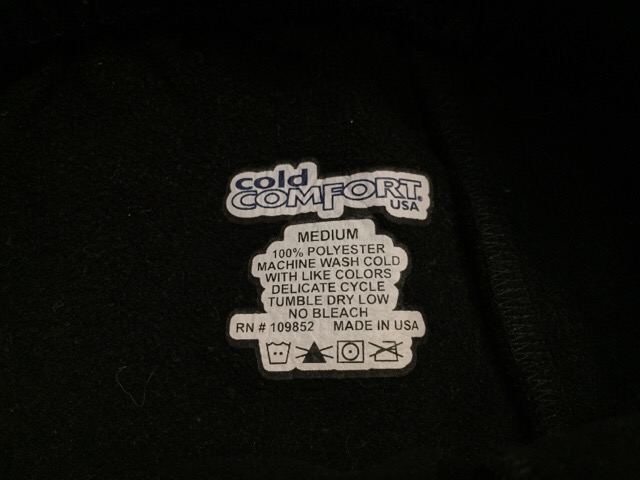 cold
COMFORT®
USA
MEDIUM
100% POLYESTER
MACHINE WASH COLD
WITH LIKE COLORS
DELICATE CYCLE
TUMBLE DRY LOW
NO BLEACH
RN # 109852 MADE IN USA